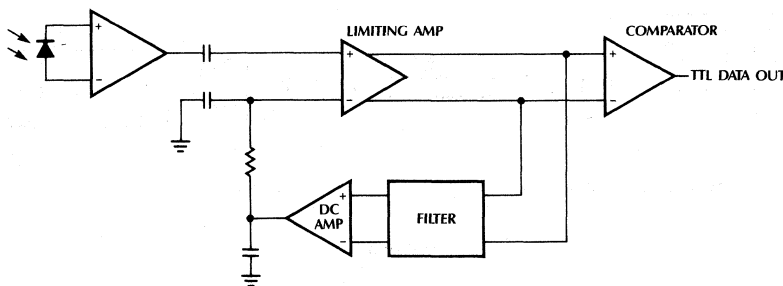 LIMITING AMP
COMPARATOR
+
−
+
−
+
−
TTL DATA OUT
+
−
DC
AMP
FILTER